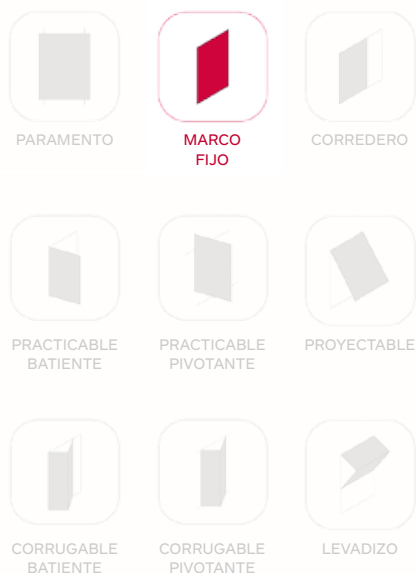 PARAMENTO
MARCO
FIJO
CORREDERO
PRACTICABLE
BATIENTE
PRACTICABLE
PIVOTANTE
PROYECTABLE
CORRUGABLE
BATIENTE
CORRUGABLE
PIVOTANTE
LEVADIZO